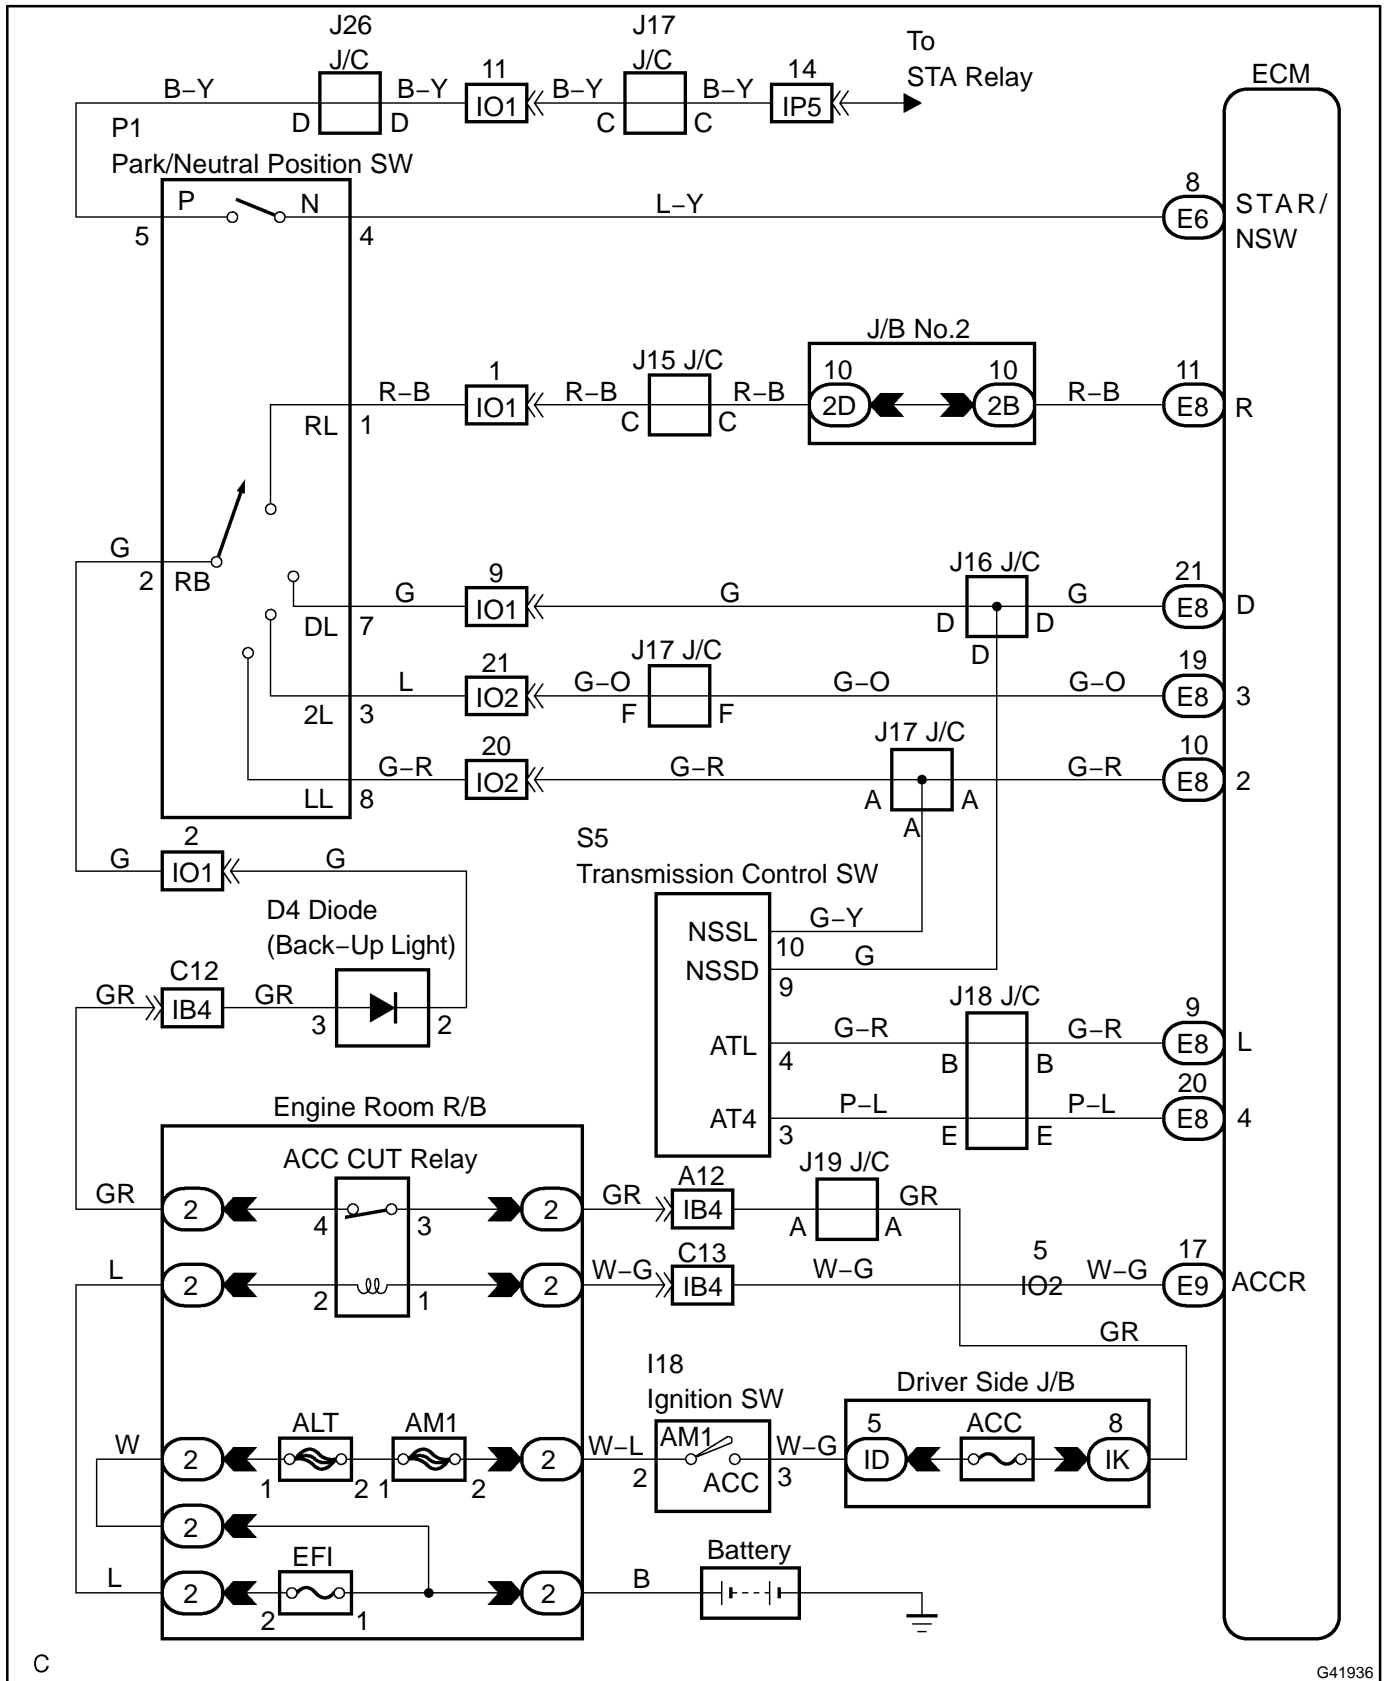 J26
J/C
J17
J/C
To
STA Relay
ECM
B–Y
D
D
B–Y
11
IO1
B–Y
C
C
B–Y
14
IP5
P1
Park/Neutral Position SW
P
N
5
4
L–Y
8
E6
STAR/
NSW
J/B No.2
1
J15 J/C
10
10
11
R–B
IO1
R–B
R–B
2D
2B
R–B
E8
R
RL
1
C
C
G
2
RB
9
J16 J/C
21
G
IO1
G
G
E8
D
DL
7
D
D
D
21
J17 J/C
19
L
IO2
G–O
G–O
G–O
E8
3
2L
3
F
F
20
J17 J/C
10
G–R
IO2
G–R
G–R
E8
2
LL
8
A
A
A
2
G
IO1
G
S5
Transmission Control SW
D4 Diode
(Back–Up Light)
NSSL
10
G–Y
NSSD
9
G
C12
GR
IB4
GR
3
2
J18 J/C
9
ATL
4
G–R
B
B
G–R
E8
L
20
AT4
3
P–L
E
E
P–L
E8
4
Engine Room R/B
ACC CUT Relay
A12
J19 J/C
GR
2
4
3
2
GR
IB4
A
A
GR
C13
5
17
L
2
2
1
2
W–G
IB4
W–G
IO2
W–G
E9
ACCR
GR
I18
Ignition SW
Driver Side J/B
ALT
AM1
AM1
5
ACC
8
W
2
1
2
1
2
2
W–L
2
ACC
3
W–G
ID
IK
2
EFI
Battery
L
2
2
1
2
B
C
G41936